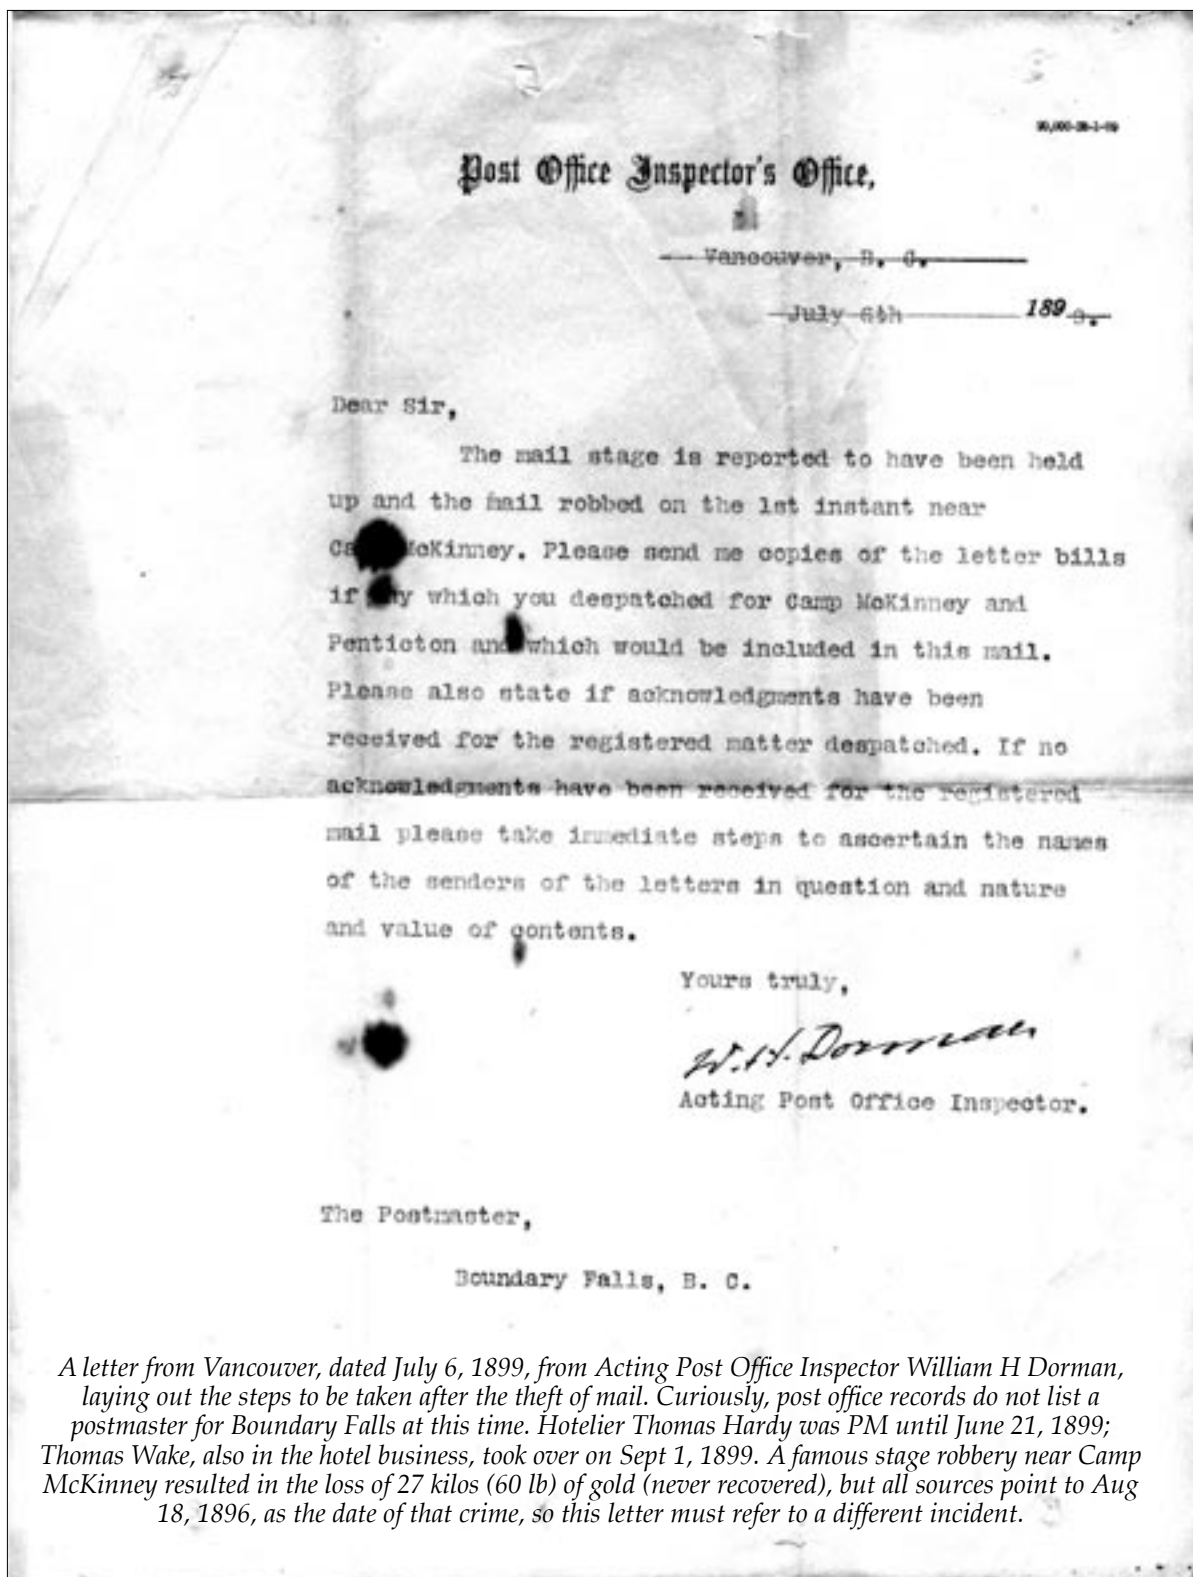 Post Office Inspector's Office,
Vancouver, B. C.
July 6th 1899.
Dear Sir,
The mail stage is reported to have been held
up and the mail robbed on the 1st instant near
McKinney. Please send me copies of the letter bills
if which you despatched for Camp McKinney and
Penticton and which would be included in this mail.
Please also state if acknowledgments have been
received for the registered matter despatched. If no
acknowledgments have been received for the registered
mail please take immediate steps to ascertain the names
of the senders of the letters in question and nature
and value of contents.
Yours truly,
W. H. Dorman
Acting Post Office Inspector.
The Postmaster,
Boundary Falls, B. C.
A letter from Vancouver, dated July 6, 1899, from Acting Post Office Inspector William H Dorman,
laying out the steps to be taken after the theft of mail. Curiously, post office records do not list a
postmaster for Boundary Falls at this time. Hotelier Thomas Hardy was PM until June 21, 1899;
Thomas Wake, also in the hotel business, took over on Sept 1, 1899. A famous stage robbery near Camp
McKinney resulted in the loss of 27 kilos (60 lb) of gold (never recovered), but all sources point to Aug
18, 1896, as the date of that crime, so this letter must refer to a different incident.